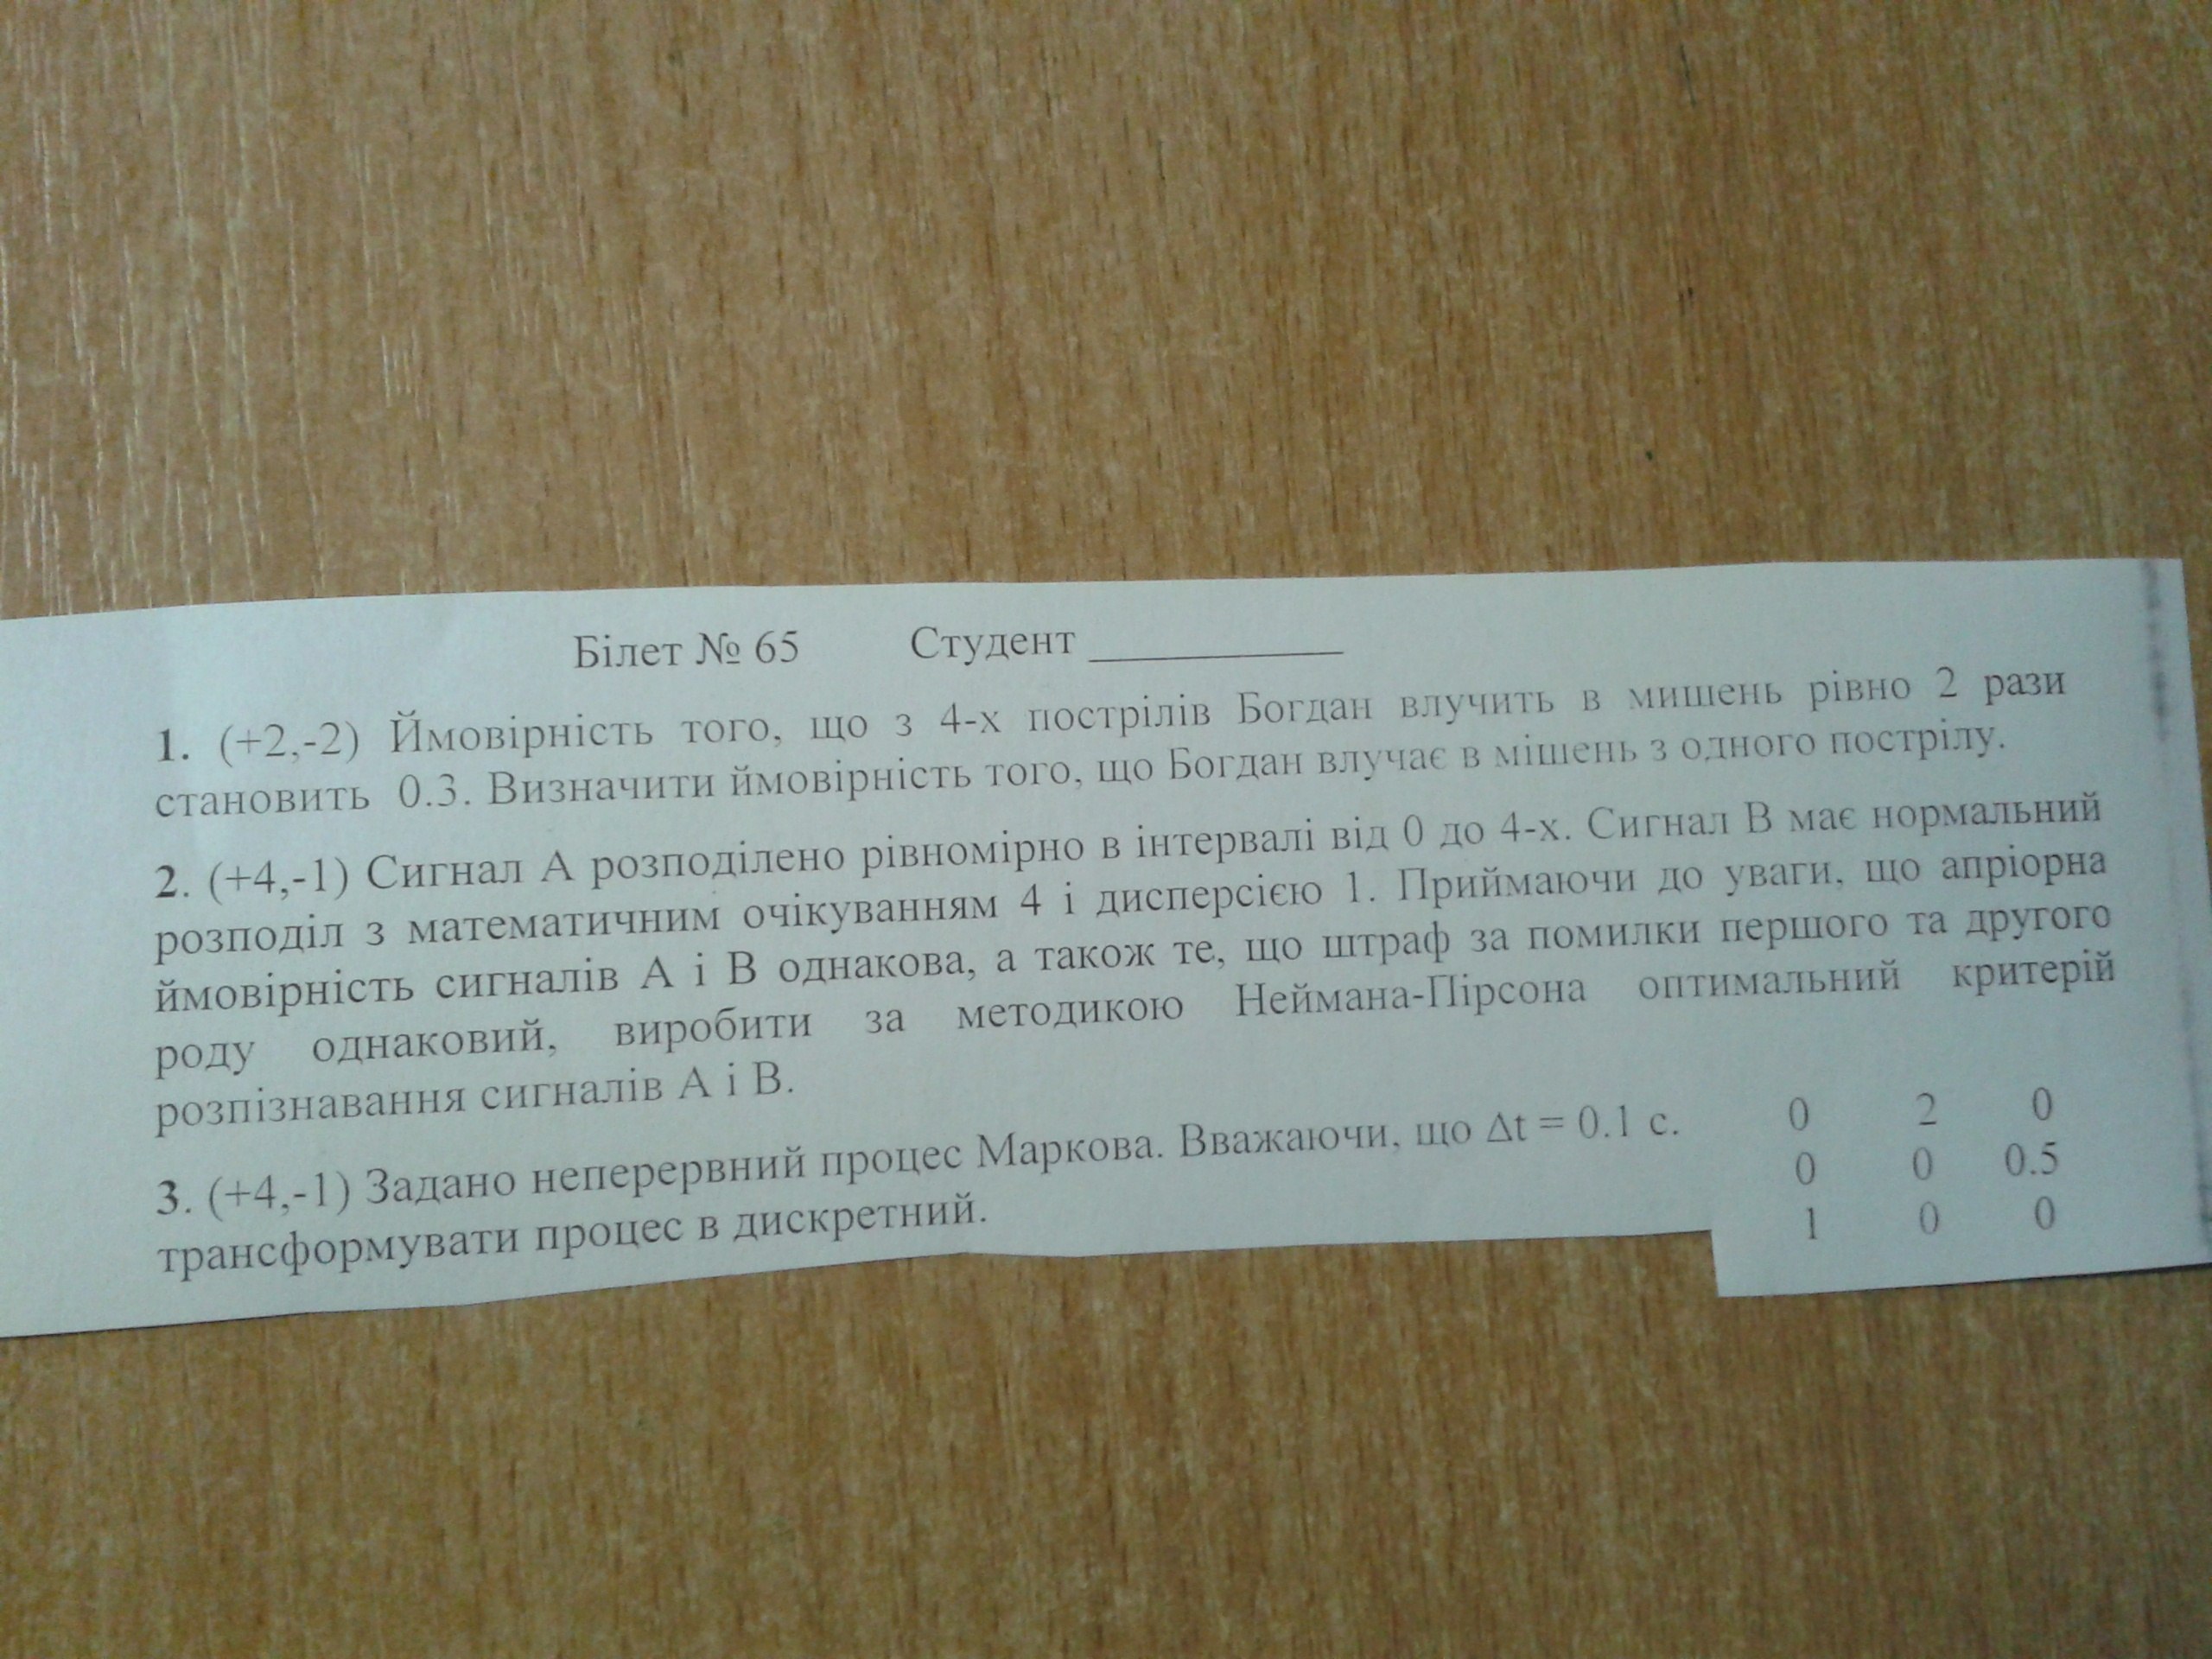 Білет № 65 Студент ___________
1. (+2,-2) Ймовірність того, що з 4-х пострілів Богдан влучить в мишень рівно 2 рази
становить 0.3. Визначити ймовірність того, що Богдан влучає в мішень з одного пострілу.
2. (+4,-1) Сигнал А розподілено рівномірно в інтервалі від 0 до 4-х. Сигнал В має нормальний
розподіл з математичним очікуванням 4 і дисперсією 1. Приймаючи до уваги, що апріорна
ймовірність сигналів А і В однакова, а також те, що штраф за помилки першого та другого
роду однаковий, виробити за методикою Неймана-Пірсона оптимальний критерій
розпізнавання сигналів А і В.
3. (+4,-1) Задано неперервний процес Маркова. Вважаючи, що Δt = 0.1 с.
трансформувати процес в дискретний.
0 2 0
0 0 0.5
1 0 0